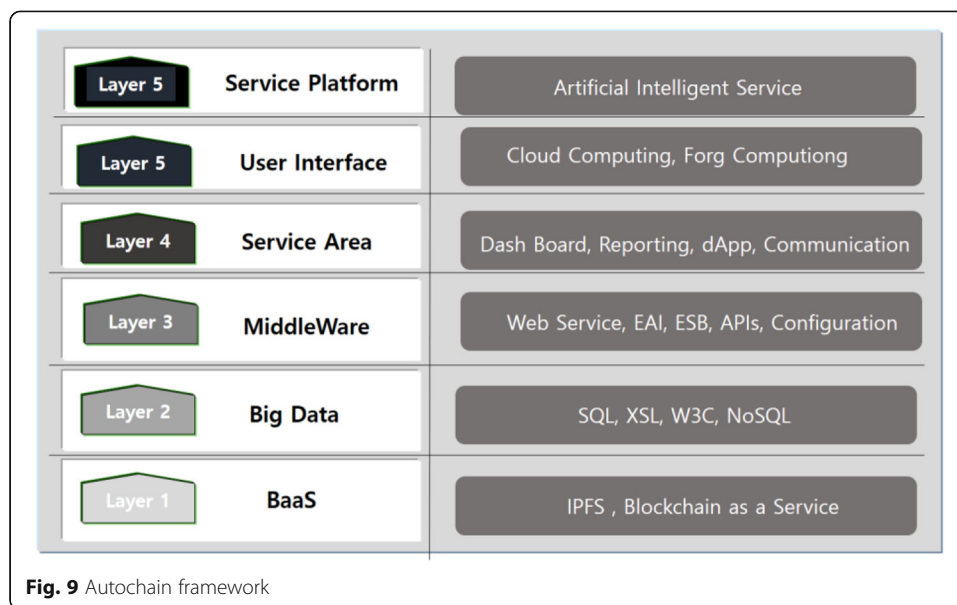 Layer 5 Service Platform Artificial Intelligent Service
Layer 5 User Interface Cloud Computing, Forg Computiong
Layer 4 Service Area Dash Board, Reporting, dApp, Communication
Layer 3 MiddleWare Web Service, EAI, ESB, APIs, Configuration
Layer 2 Big Data SQL, XSL, W3C, NoSQL
Layer 1 BaaS IPFS , Blockchain as a Service
Fig. 9 Autochain framework